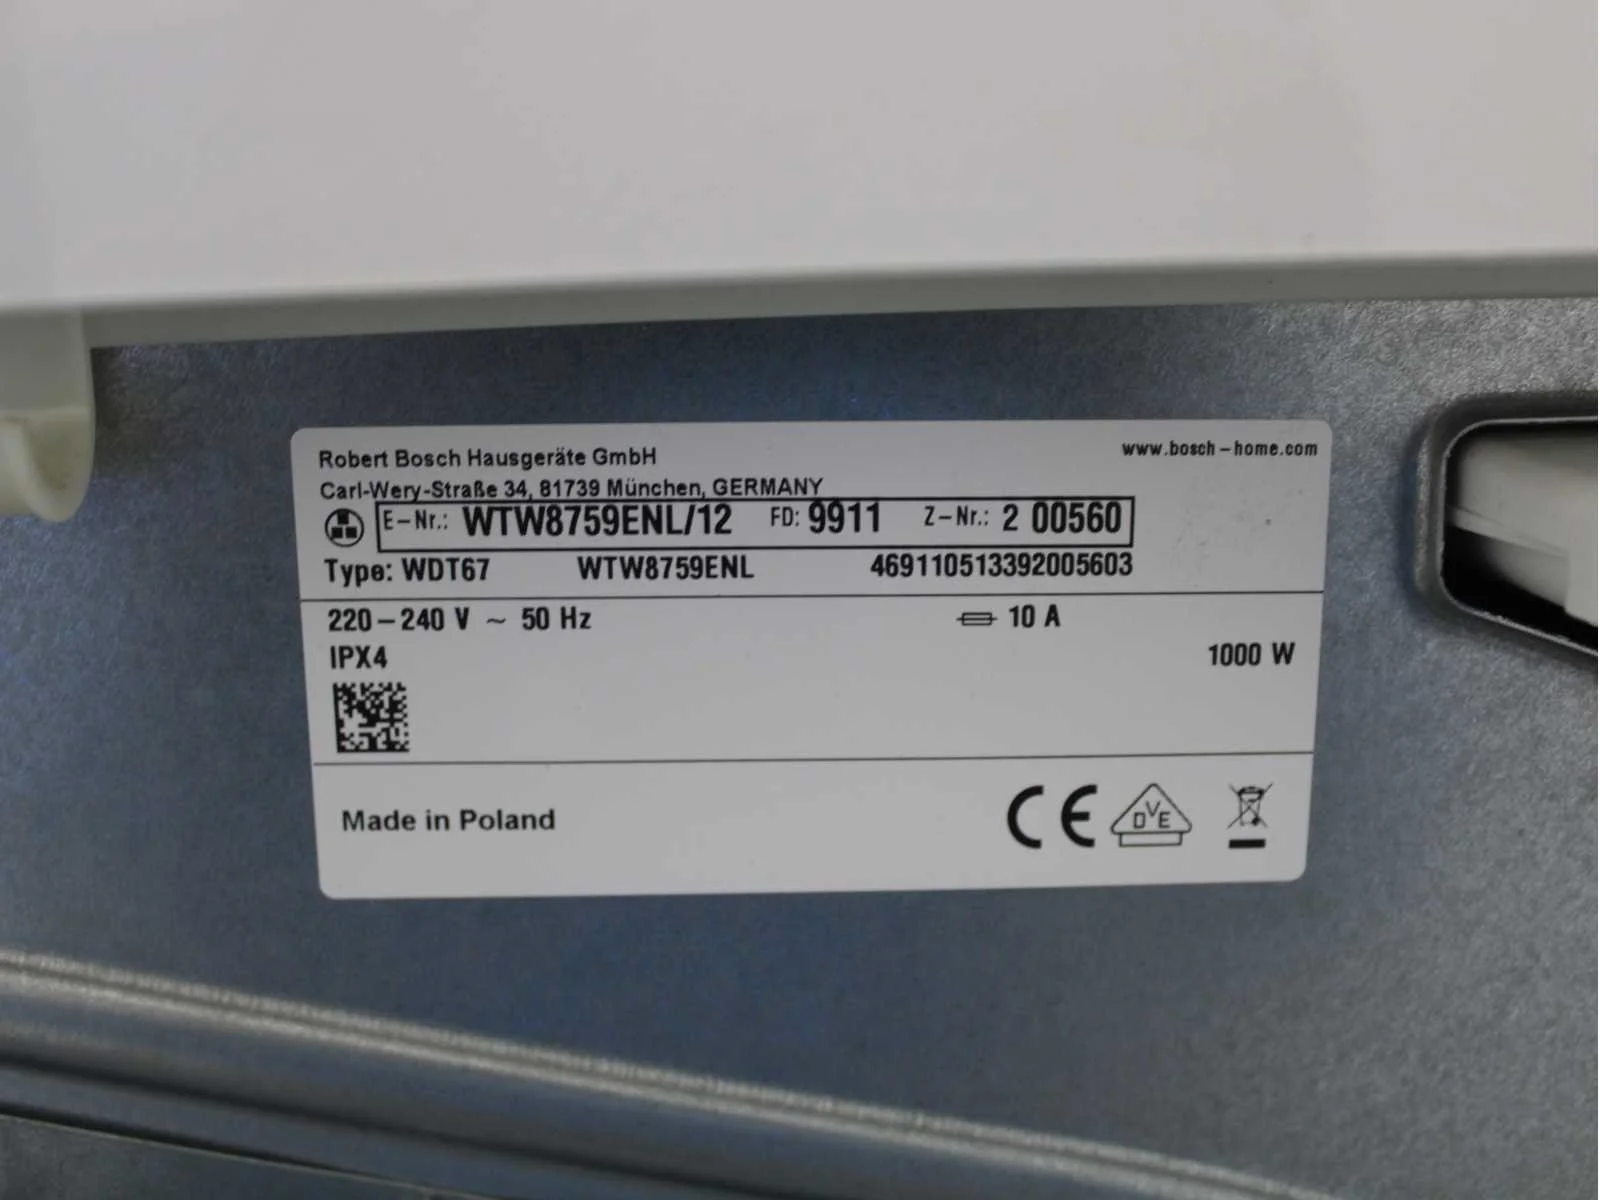 Robert Bosch Hausgeräte GmbH
www.bosch-home.com
Carl-Wery-Straße 34, 81739 München, GERMANY
E-Nr.: WTW8759ENL/12 FD: 9911 Z-Nr.: 2 00560
Type: WDT67 WTW8759ENL 469110513392005603
220-240 V ~ 50 Hz 10 A
IPX4 1000 W
Made in Poland CE DVE